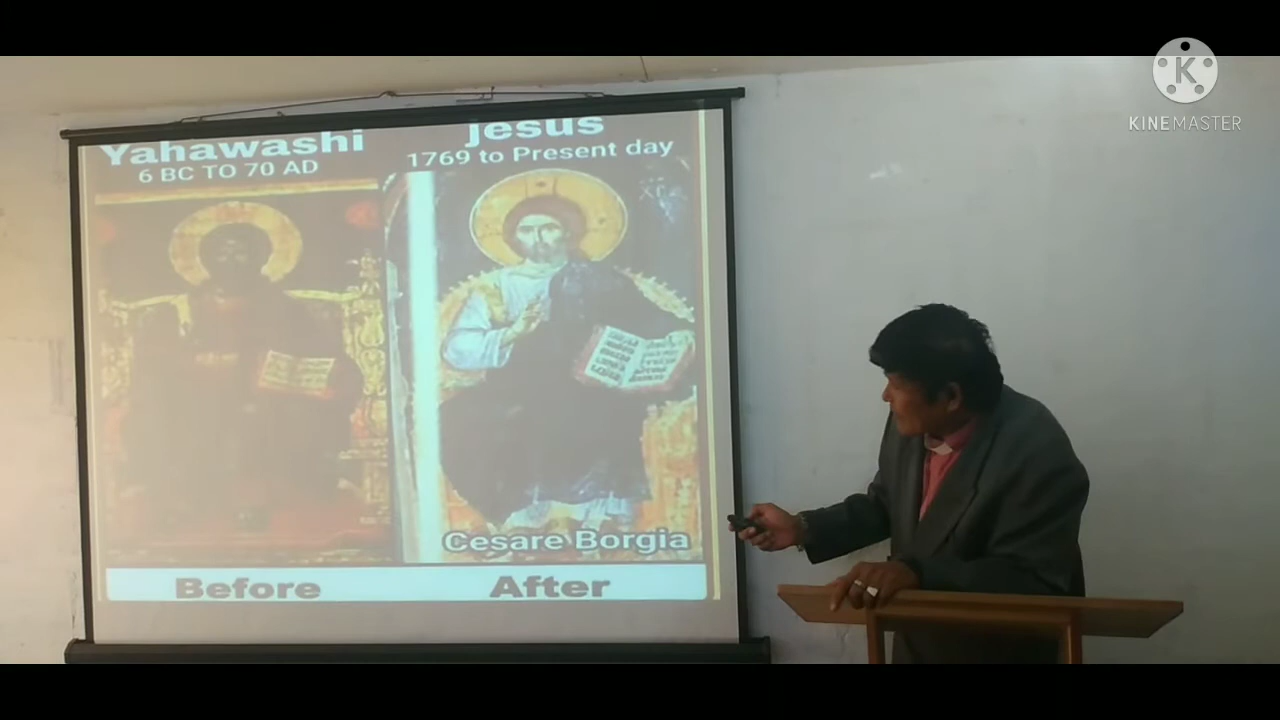 K
KINEMASTER
Yahawashi
6 BC TO 70 AD
jesus
1769 to Present day
Cesare Borgia
Before
After